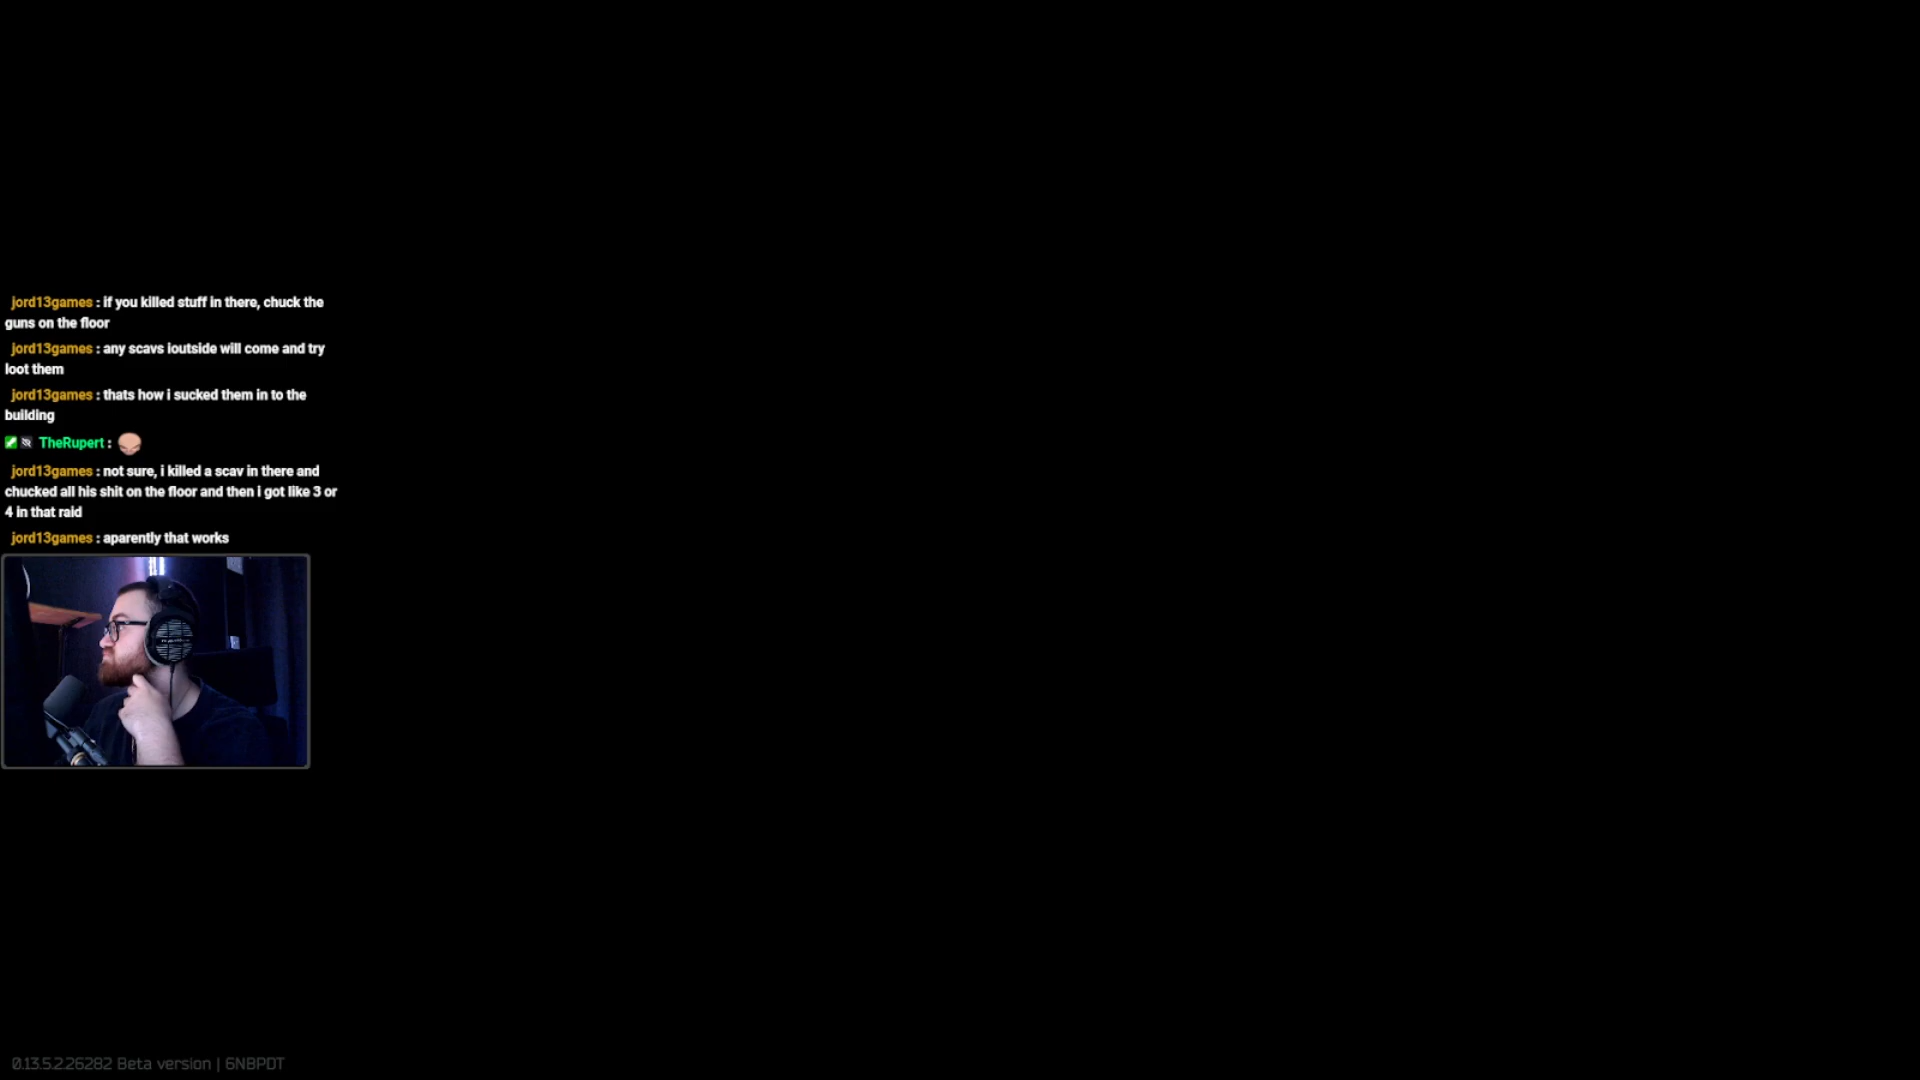 jord13games : if you killed stuff in there, chuck the
guns on the floor
jord13games : any scavs ioutside will come and try
loot them
jord13games : thats how i sucked them in to the
building
TheRupert :
jord13games : not sure, i killed a scav in there and
chucked all his shit on the floor and then i got like 3 or
4 in that raid
jord13games : aparently that works
0.13.5.2.26282 Beta version | 6NBPDT